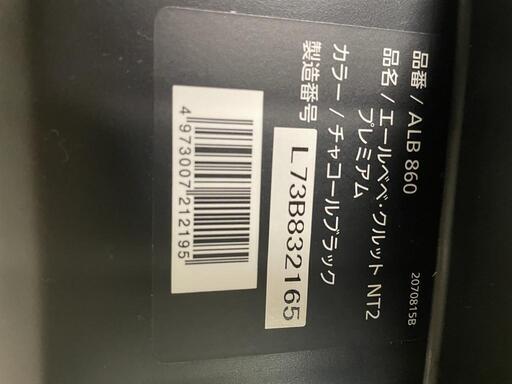 品番 / ALB 860
品名 / エールベベ・クルット NT2
プレミアム
カラー / チャコールブラック
製造番号
L73B832165
4 973007 212195
2070815B